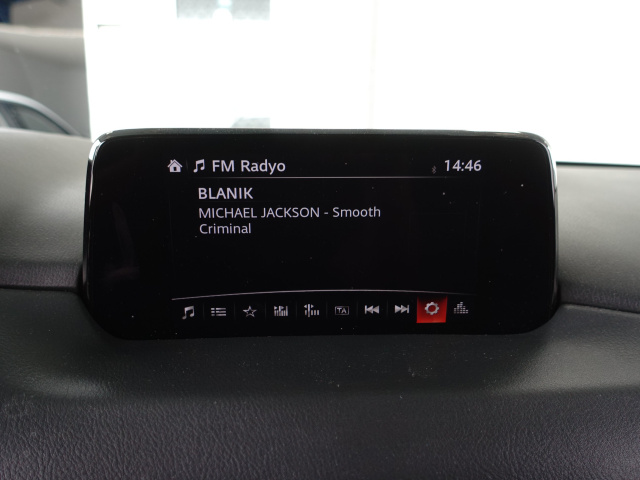 FM Radyo 14:46
BLANIK
MICHAEL JACKSON - Smooth
Criminal
TA